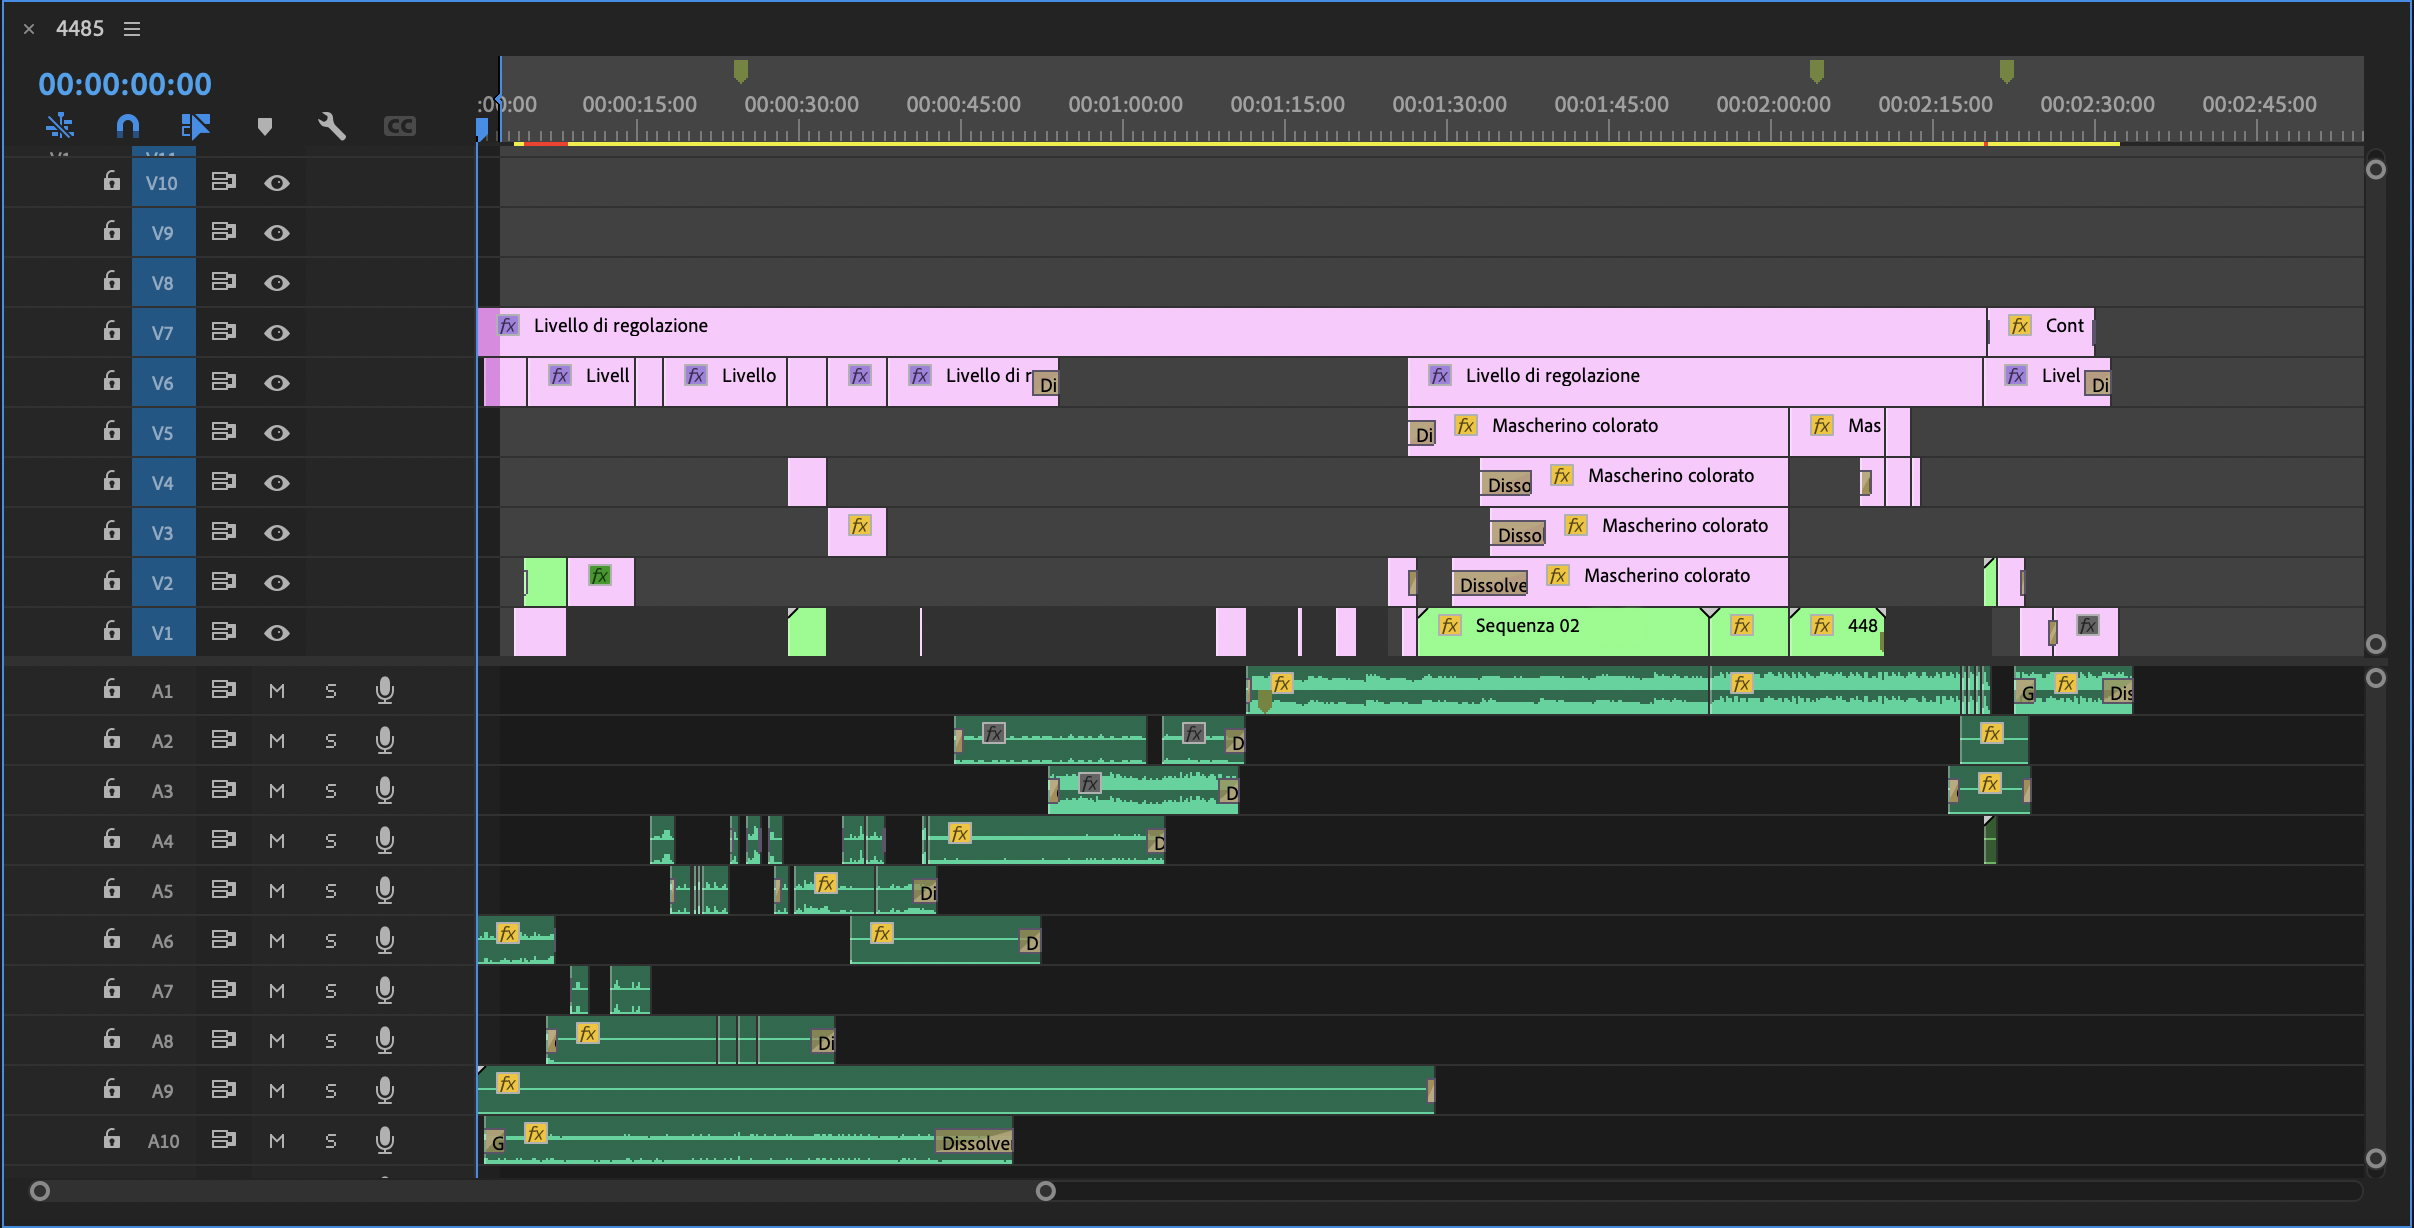 4485
00:00:00:00
:00:00 00:00:15:00 00:00:30:00 00:00:45:00 00:01:00:00 00:01:15:00 00:01:30:00 00:01:45:00 00:02:00:00 00:02:15:00 00:02:30:00 00:02:45:00
CC
V10
V9
V8
V7 fx Livello di regolazione fx Cont
V6 fx Livell fx Livello fx fx Livello di r Di fx Livello di regolazione fx Livel Di
V5 Di fx Mascherino colorato fx Mas
V4 Disso fx Mascherino colorato
V3 fx Disso fx Mascherino colorato
V2 fx Dissolve fx Mascherino colorato
V1 fx Sequenza 02 fx fx 448 fx
A1 M S fx fx G fx Dis
A2 M S fx fx D fx
A3 M S fx D fx
A4 M S fx D
A5 M S fx Di
A6 M S fx fx D
A7 M S
A8 M S fx Di
A9 M S fx
A10 M S G fx Dissolve